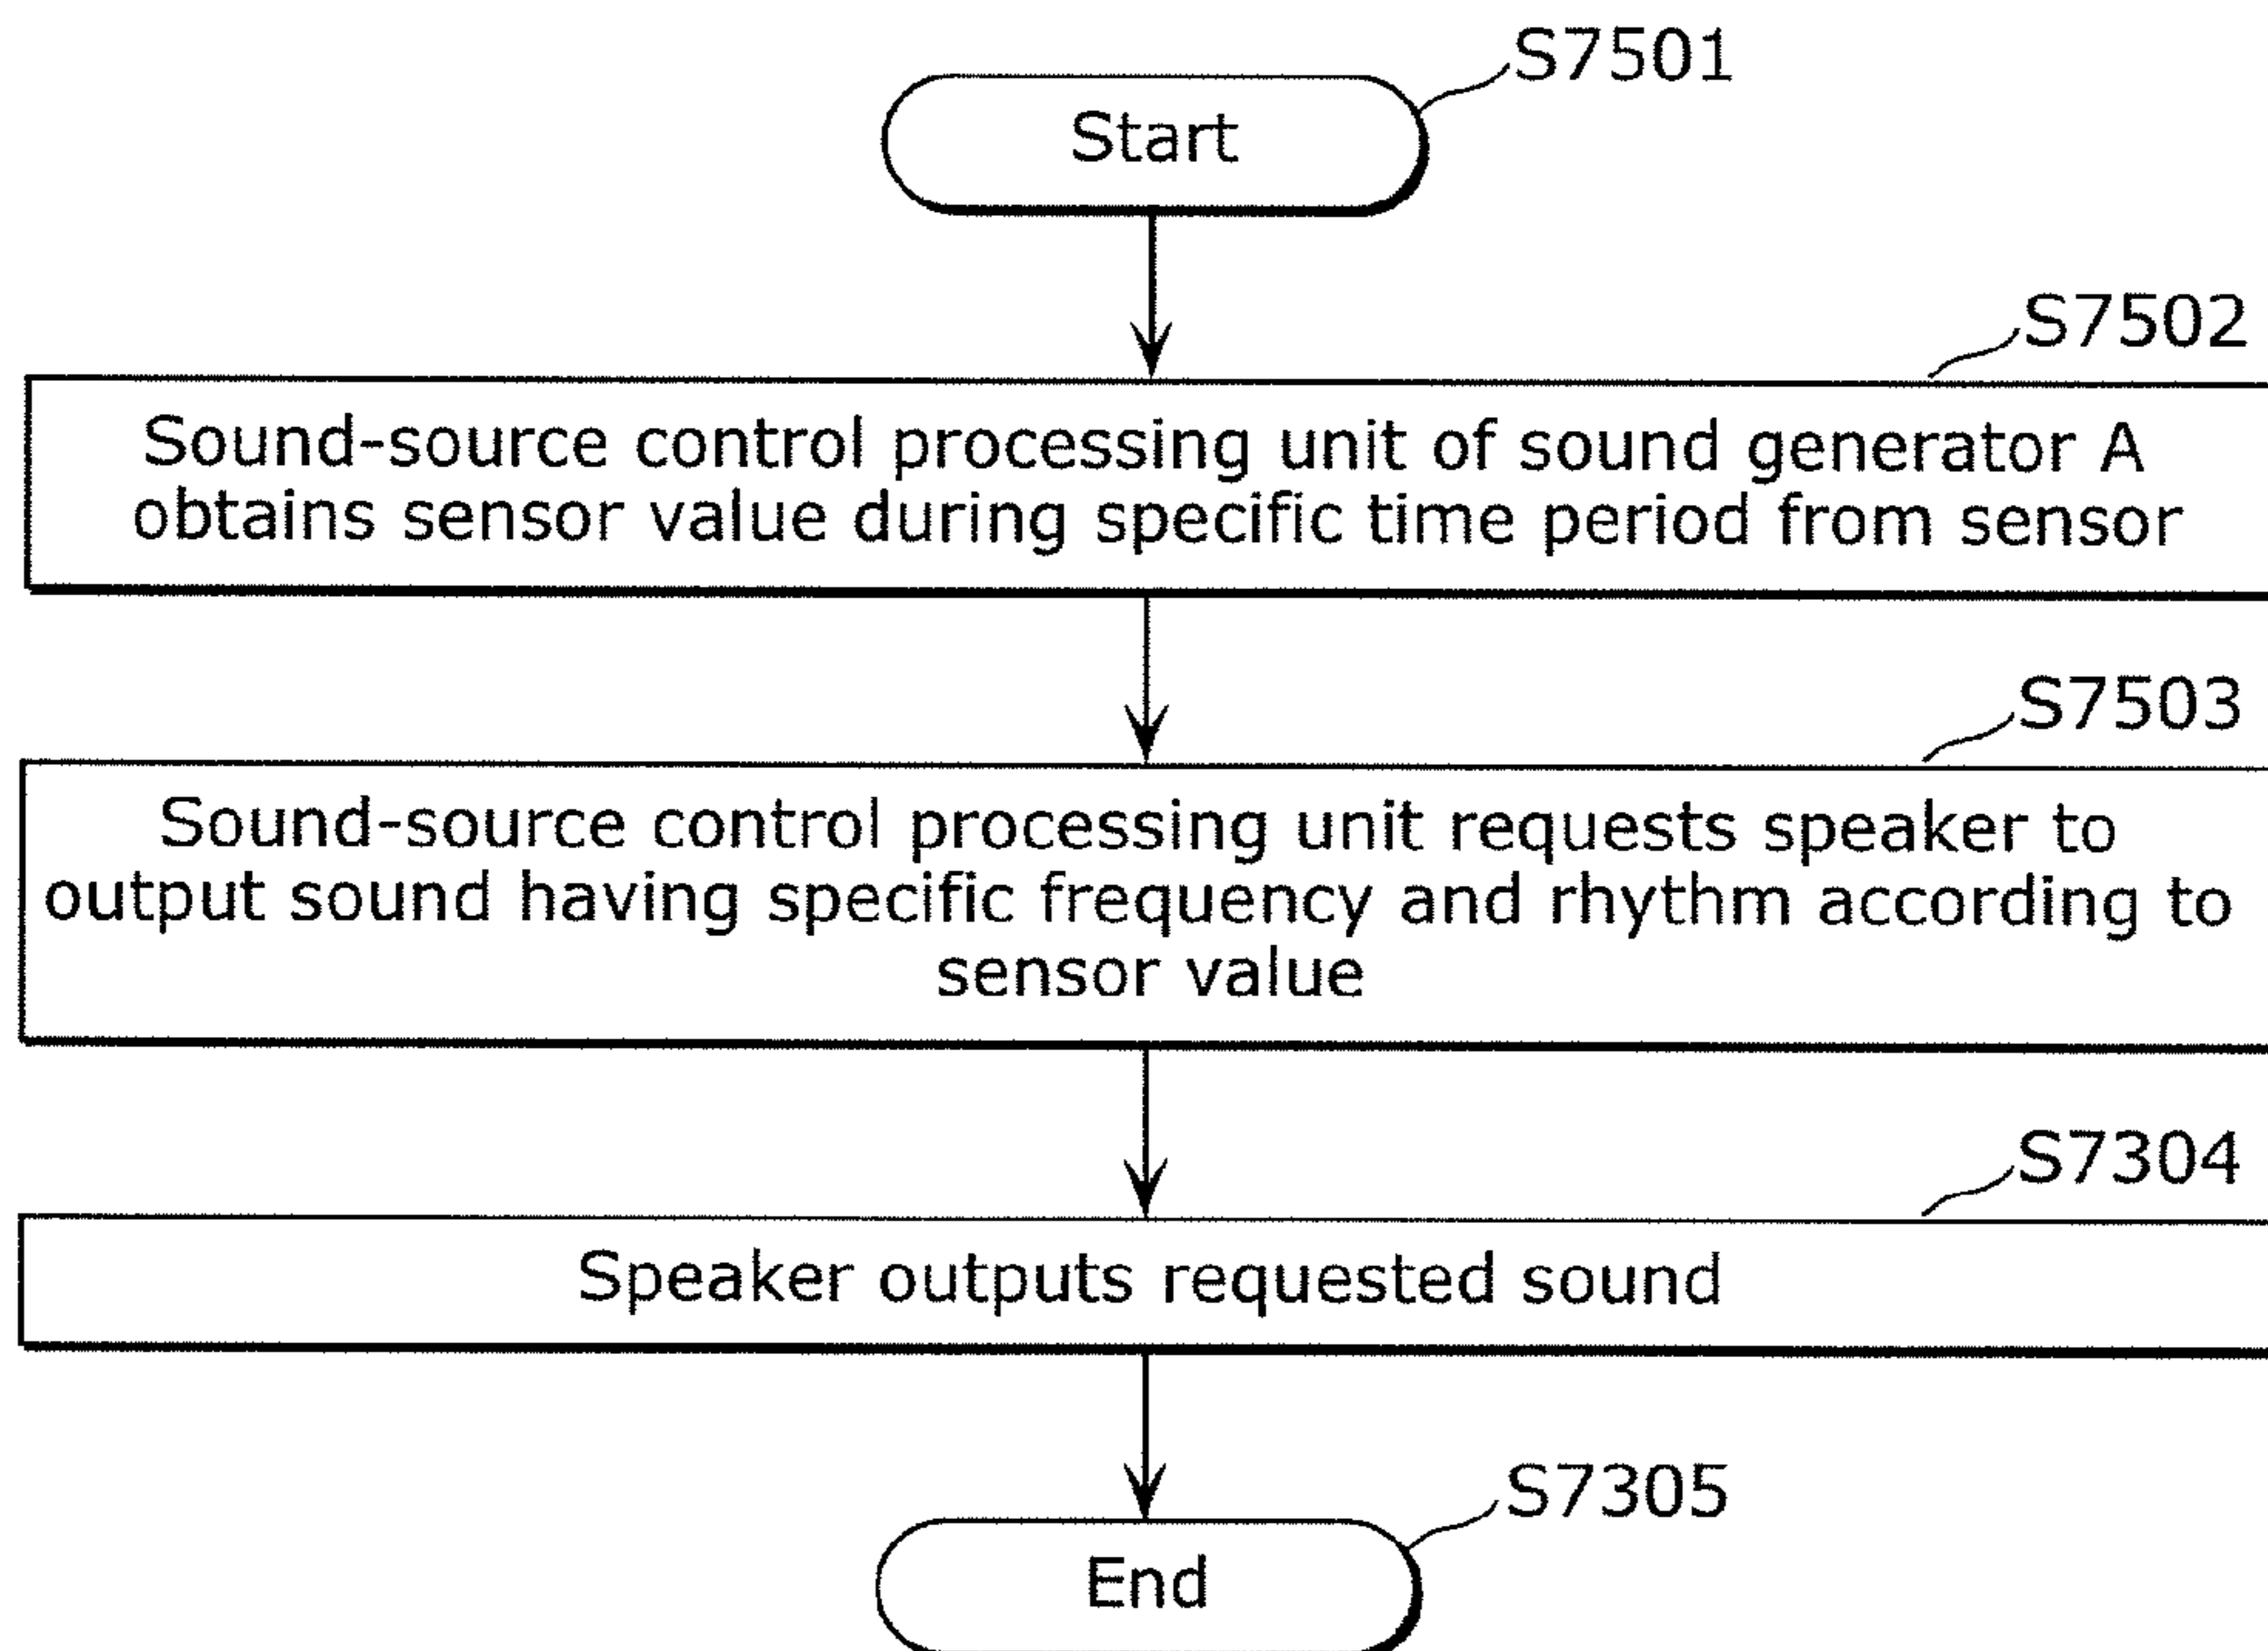 S7501
Start
S7502
Sound-source control processing unit of sound generator A
obtains sensor value during specific time period from sensor
S7503
Sound-source control processing unit requests speaker to
output sound having specific frequency and rhythm according to
sensor value
S7304
Speaker outputs requested sound
S7305
End